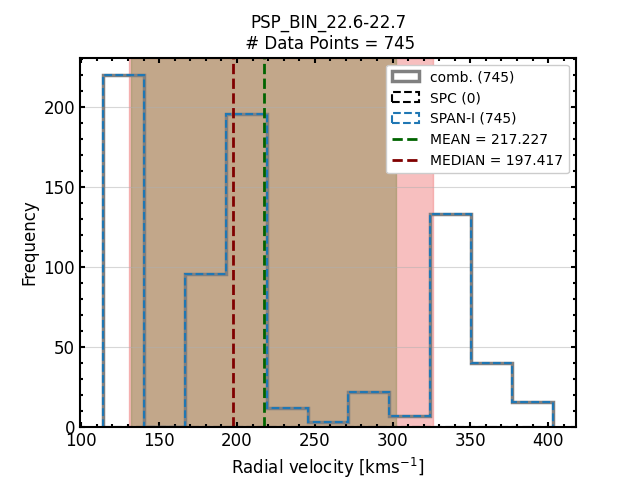 PSP_BIN_22.6-22.7
# Data Points = 745
comb. (745)
SPC (0)
SPAN-I (745)
MEAN = 217.227
MEDIAN = 197.417
Frequency
200
150
100
50
0
100 150 200 250 300 350 400
Radial velocity [kms⁻¹]